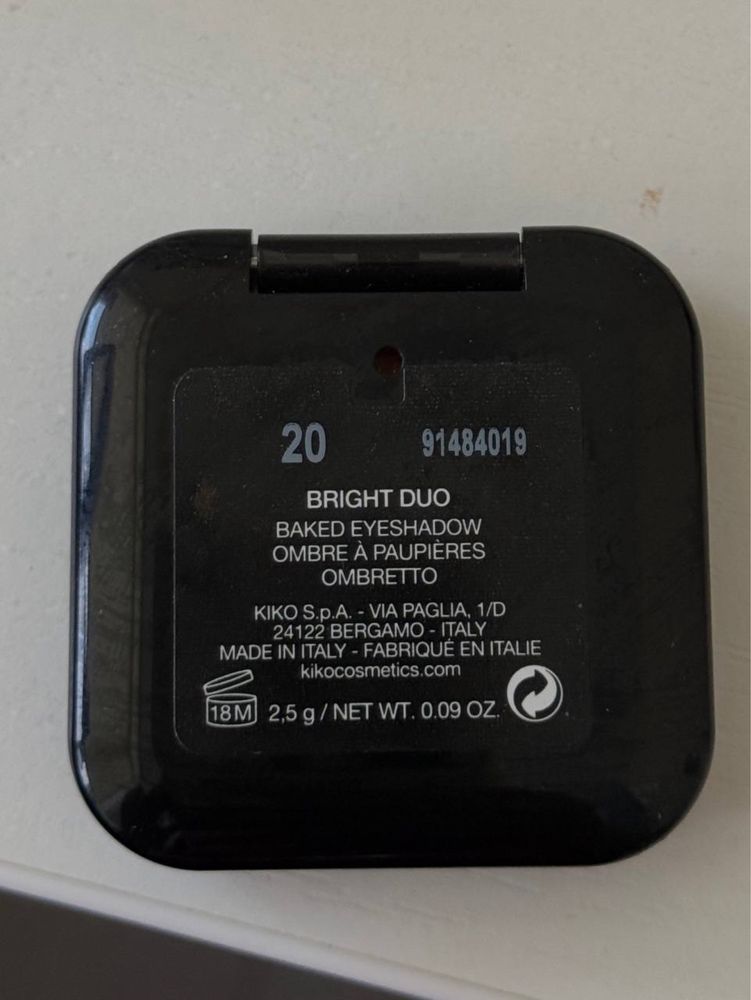 20 91484019
BRIGHT DUO
BAKED EYESHADOW
OMBRE À PAUPIÈRES
OMBRETTO
KIKO S.p.A. - VIA PAGLIA, 1/D
24122 BERGAMO - ITALY
MADE IN ITALY - FABRIQUÉ EN ITALIE
kikocosmetics.com
18M 2,5 g / NET WT. 0.09 OZ.